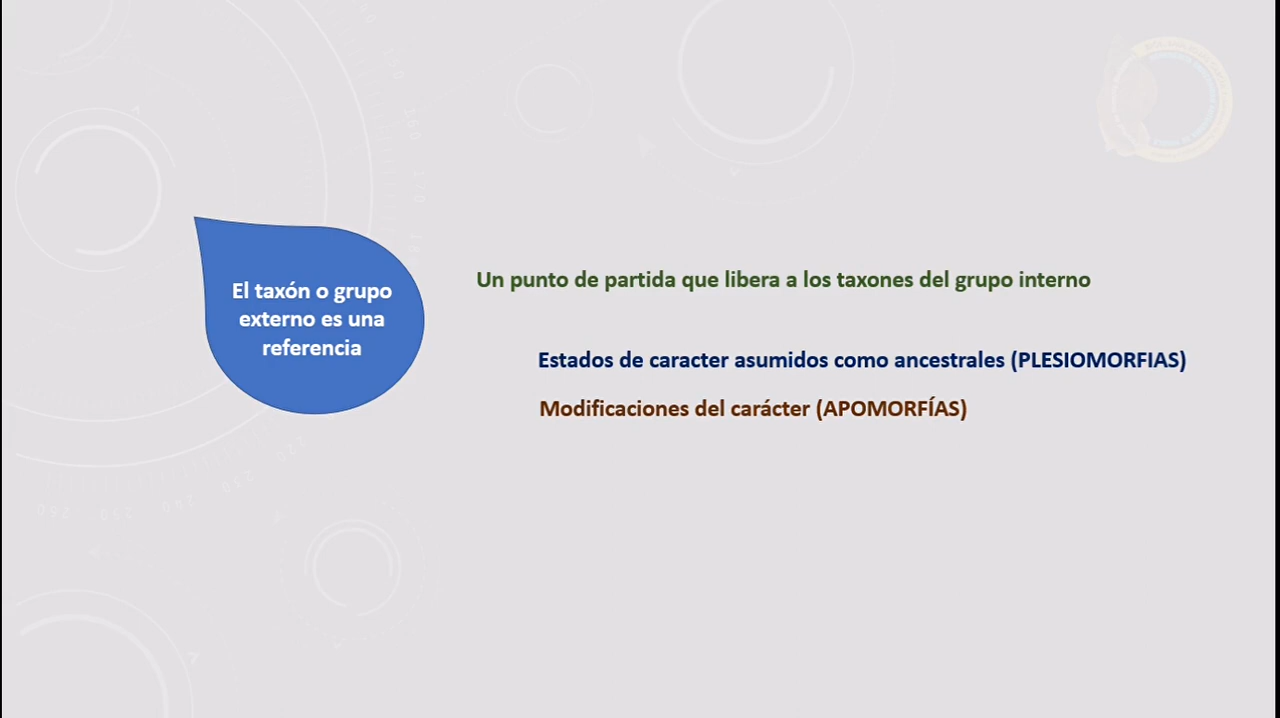 El taxón o grupo
externo es una
referencia
Un punto de partida que libera a los taxones del grupo interno
Estados de caracter asumidos como ancestrales (PLESIOMORFIAS)
Modificaciones del carácter (APOMORFÍAS)